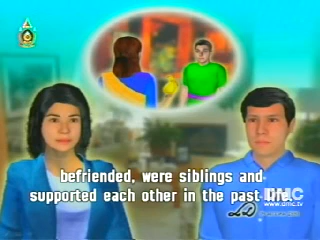 befriended, were siblings and
supported each other in the past life.
DMC
www.dmc.tv